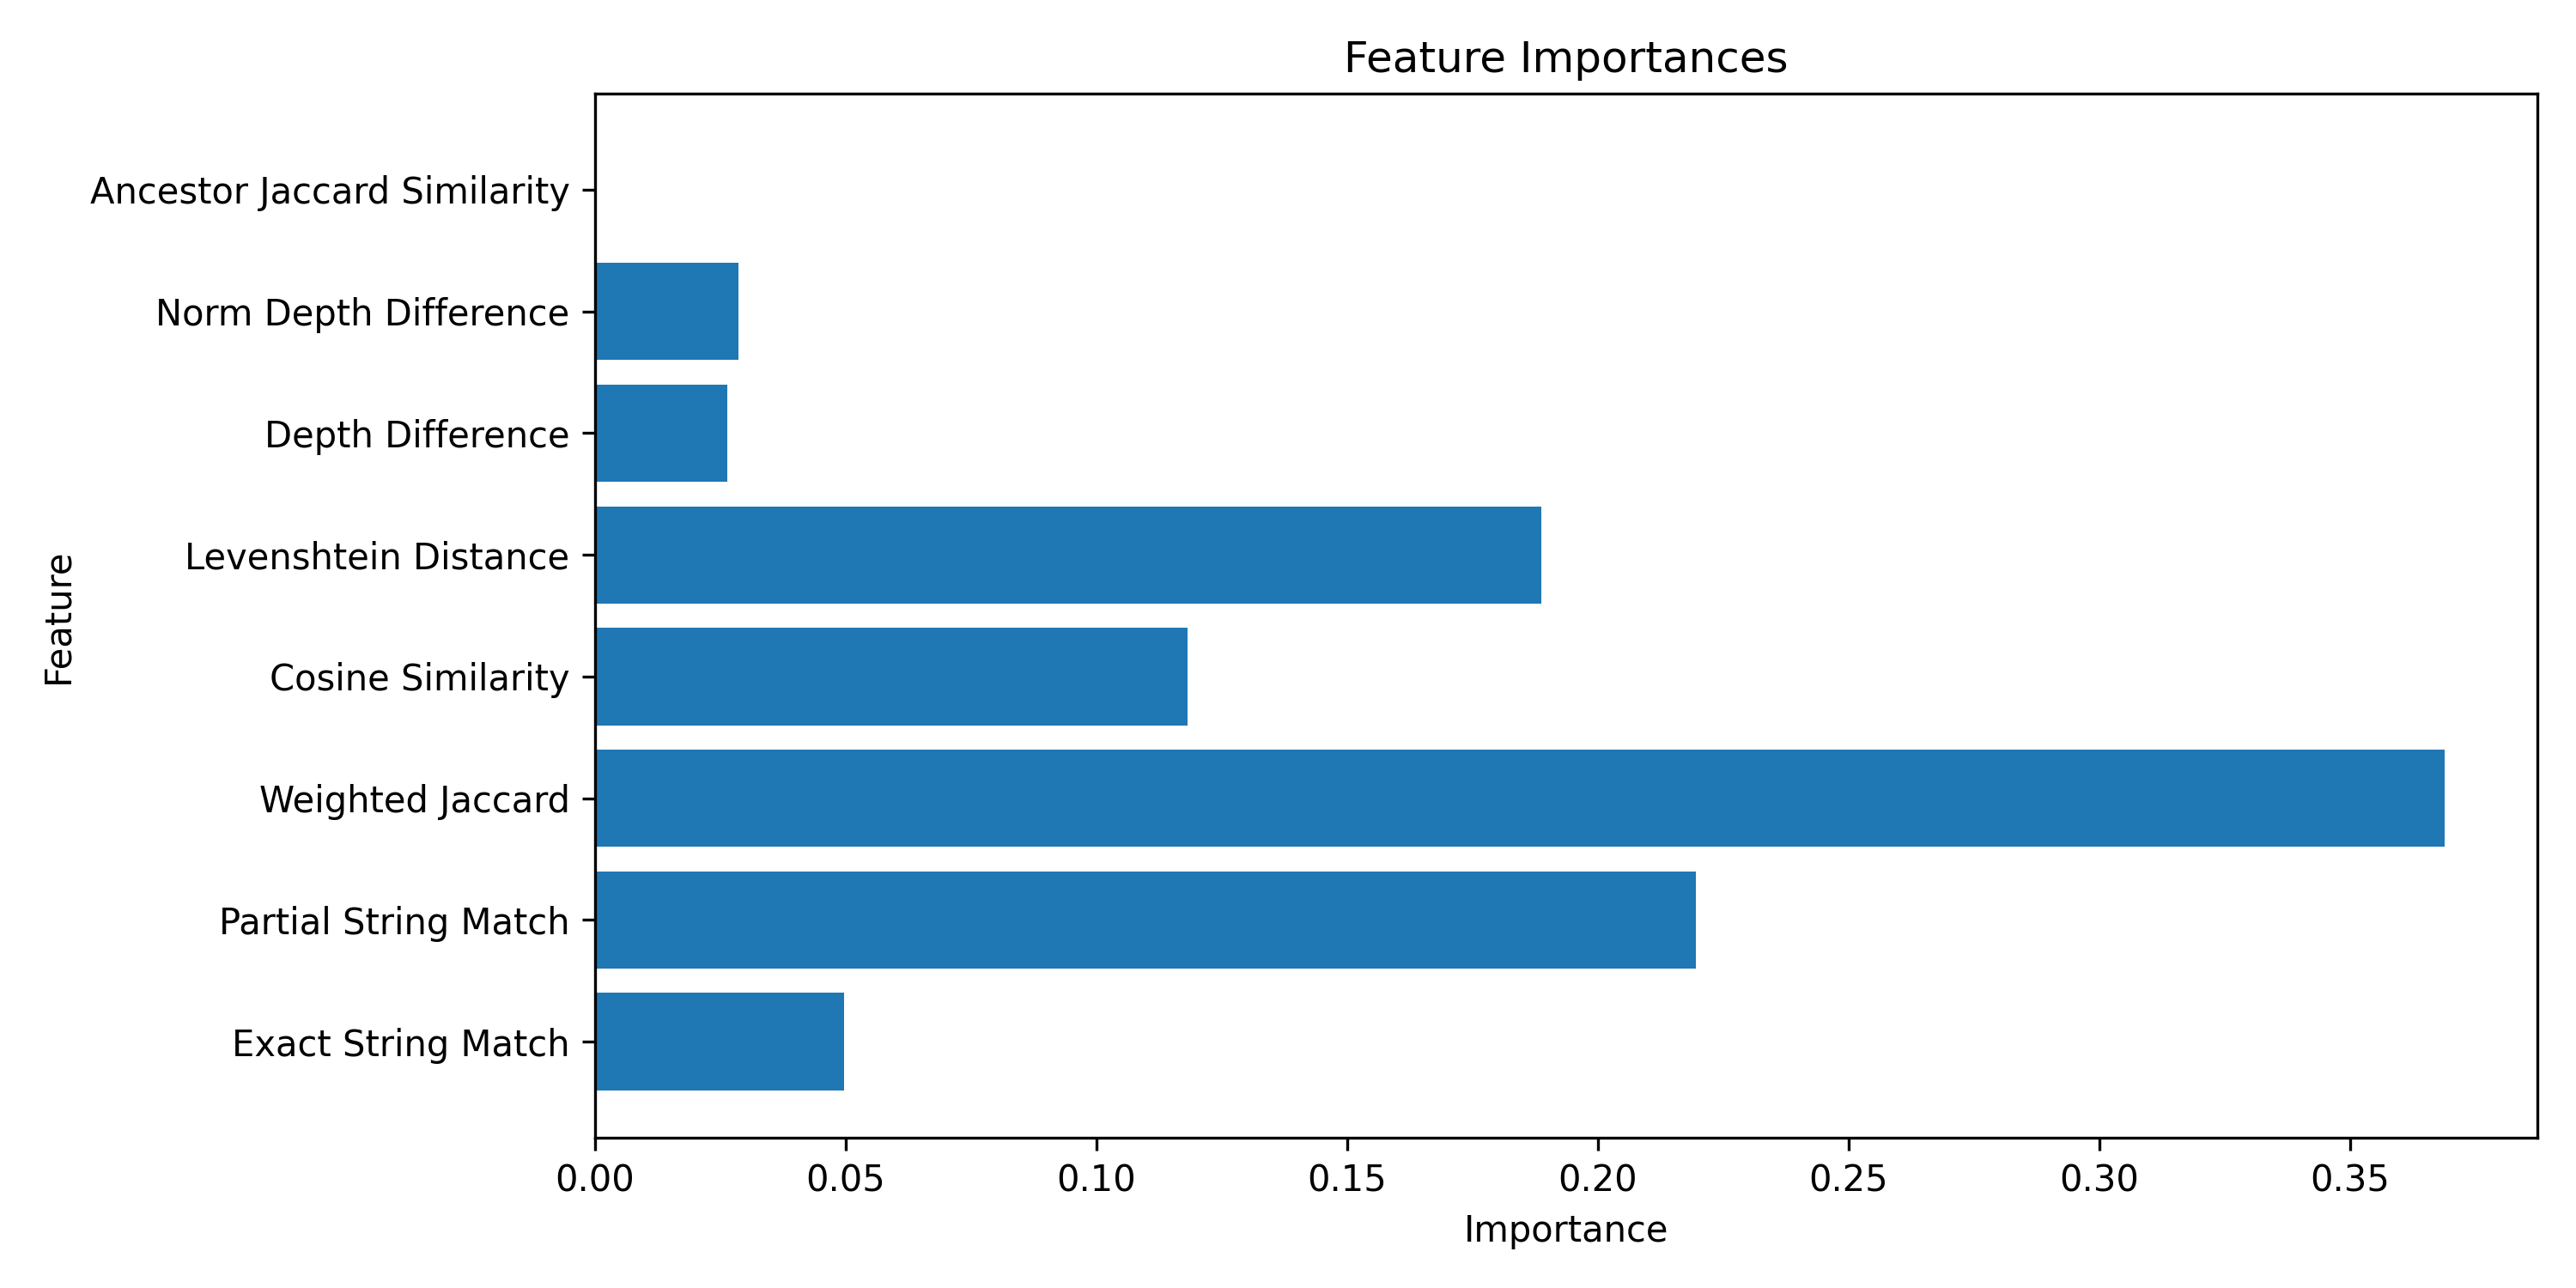 Feature Importances
Feature
Ancestor Jaccard Similarity
Norm Depth Difference
Depth Difference
Levenshtein Distance
Cosine Similarity
Weighted Jaccard
Partial String Match
Exact String Match
0.00 0.05 0.10 0.15 0.20 0.25 0.30 0.35
Importance